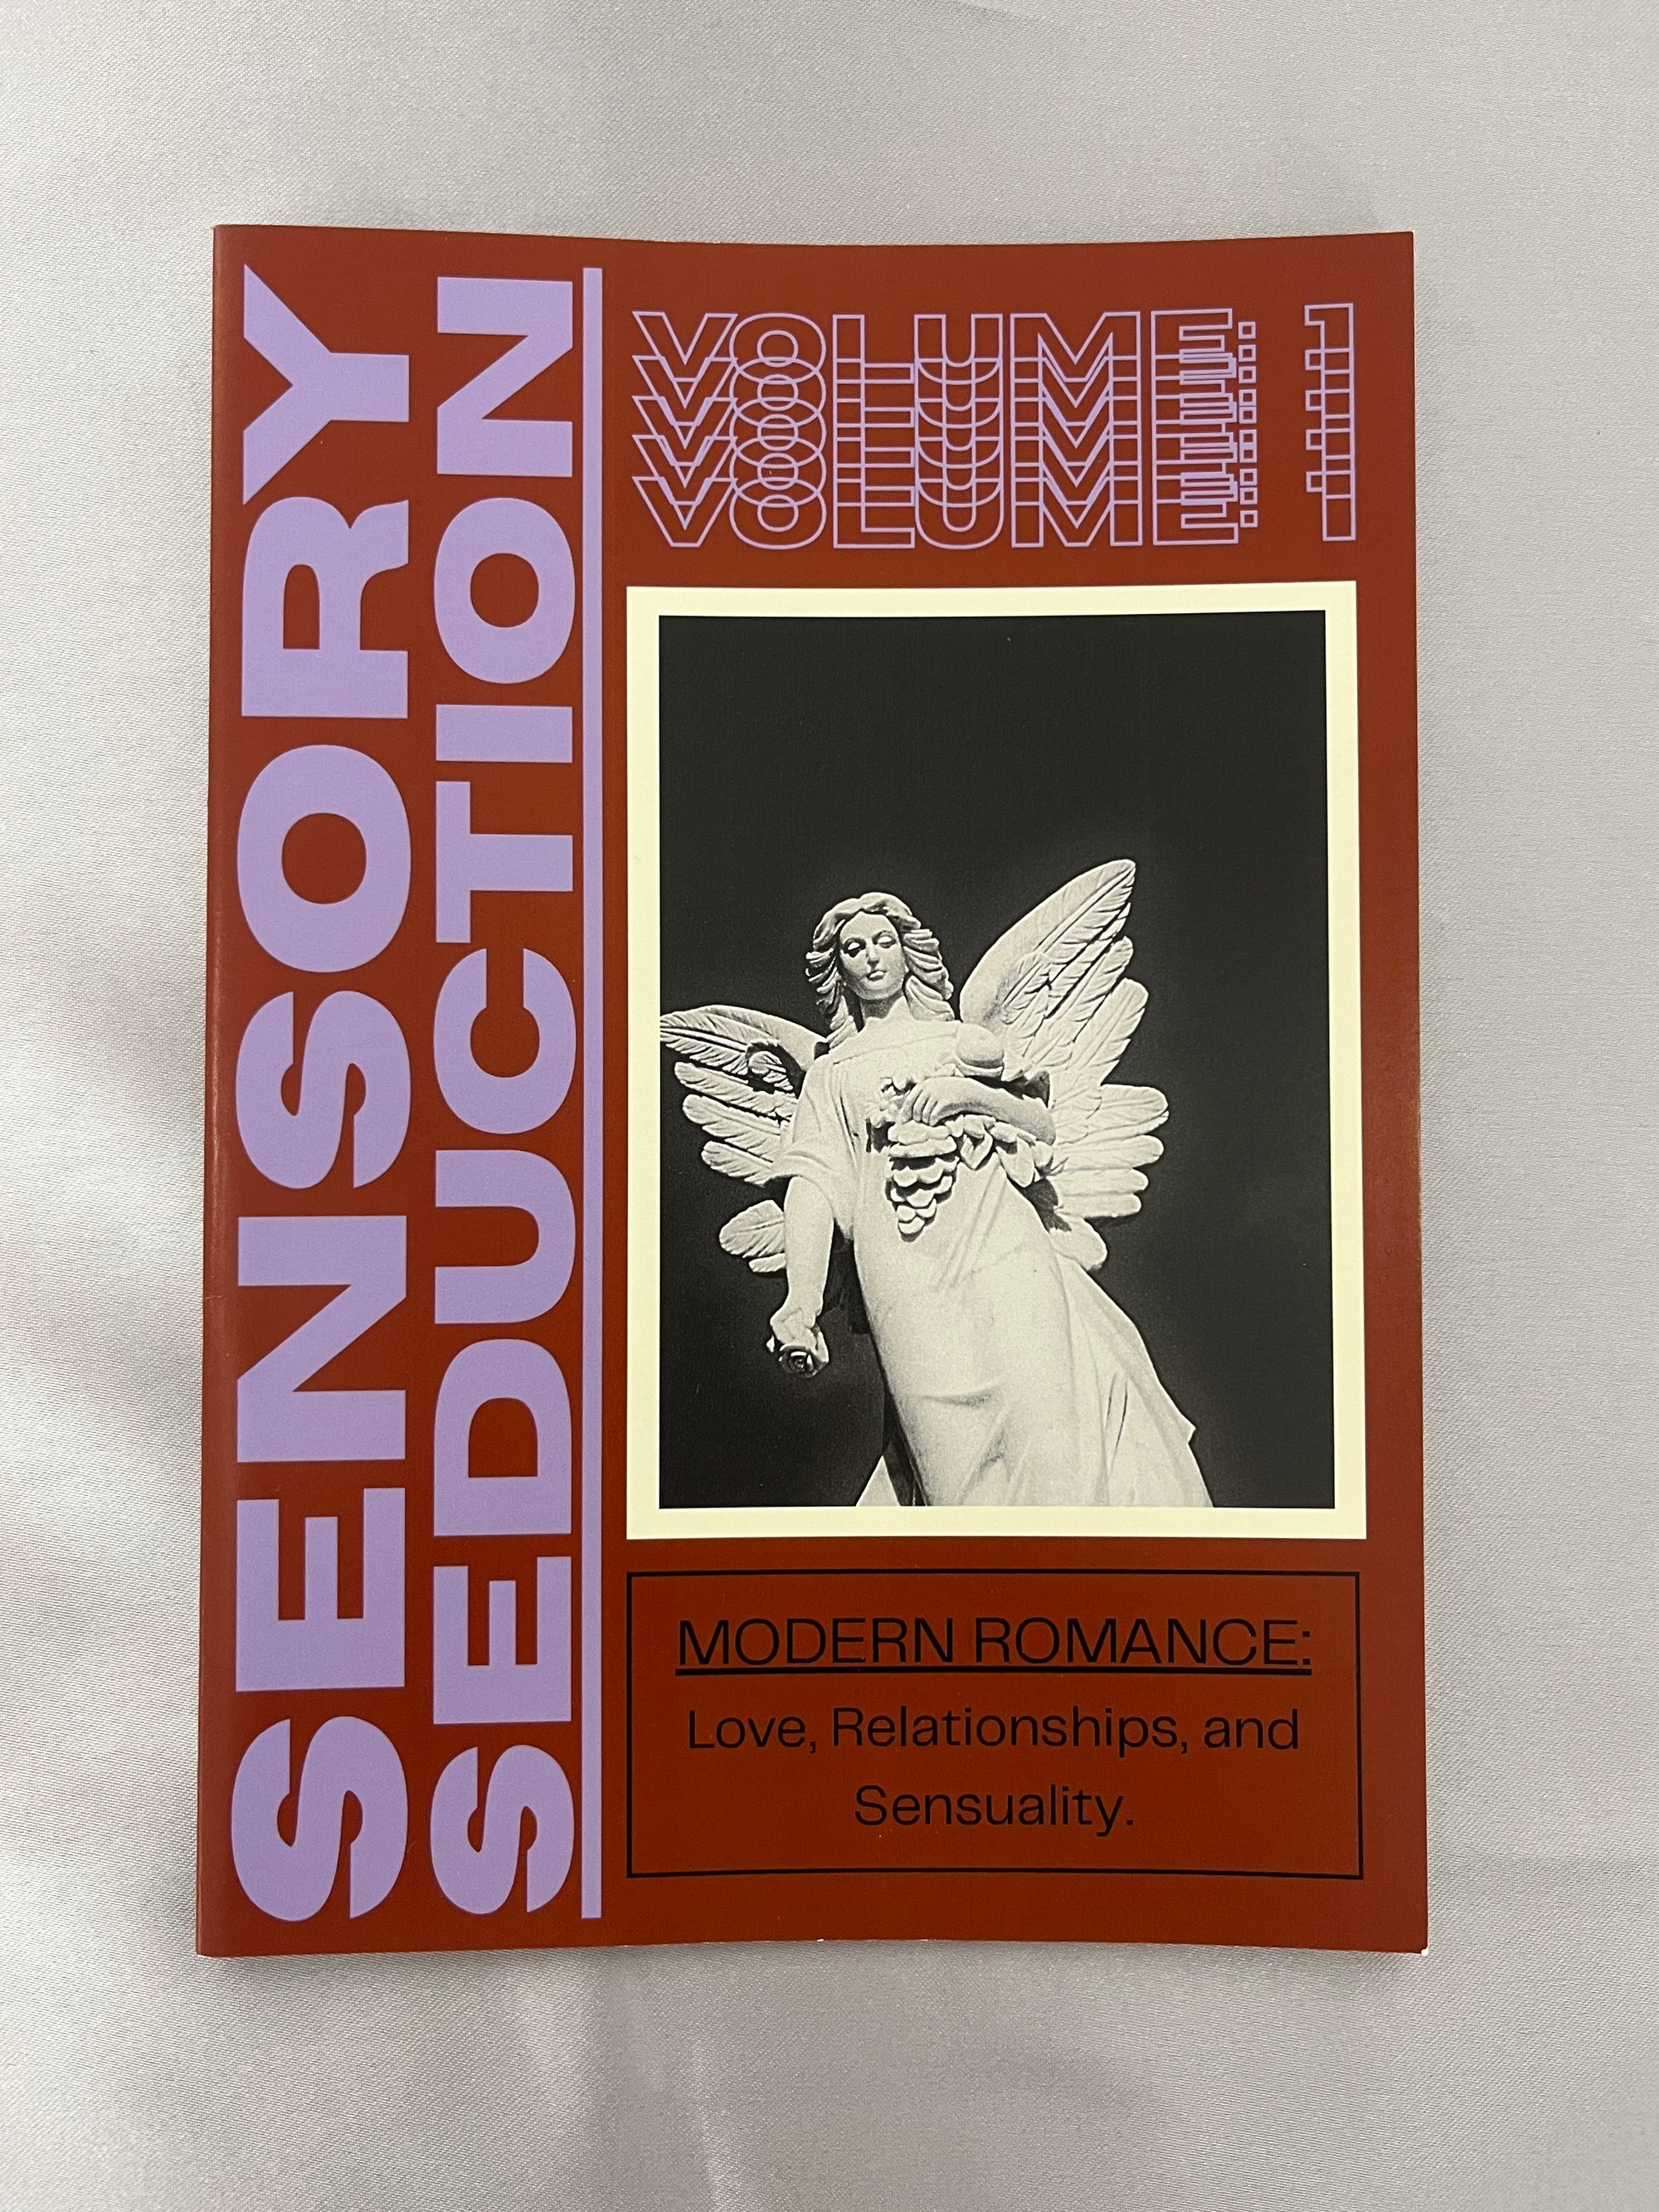 SENSORY
SEDUCTION
VOLUME: 1
VOLUME: 1
VOLUME: 1
VOLUME: 1
VOLUME: 1
MODERN ROMANCE:
Love, Relationships, and
Sensuality.